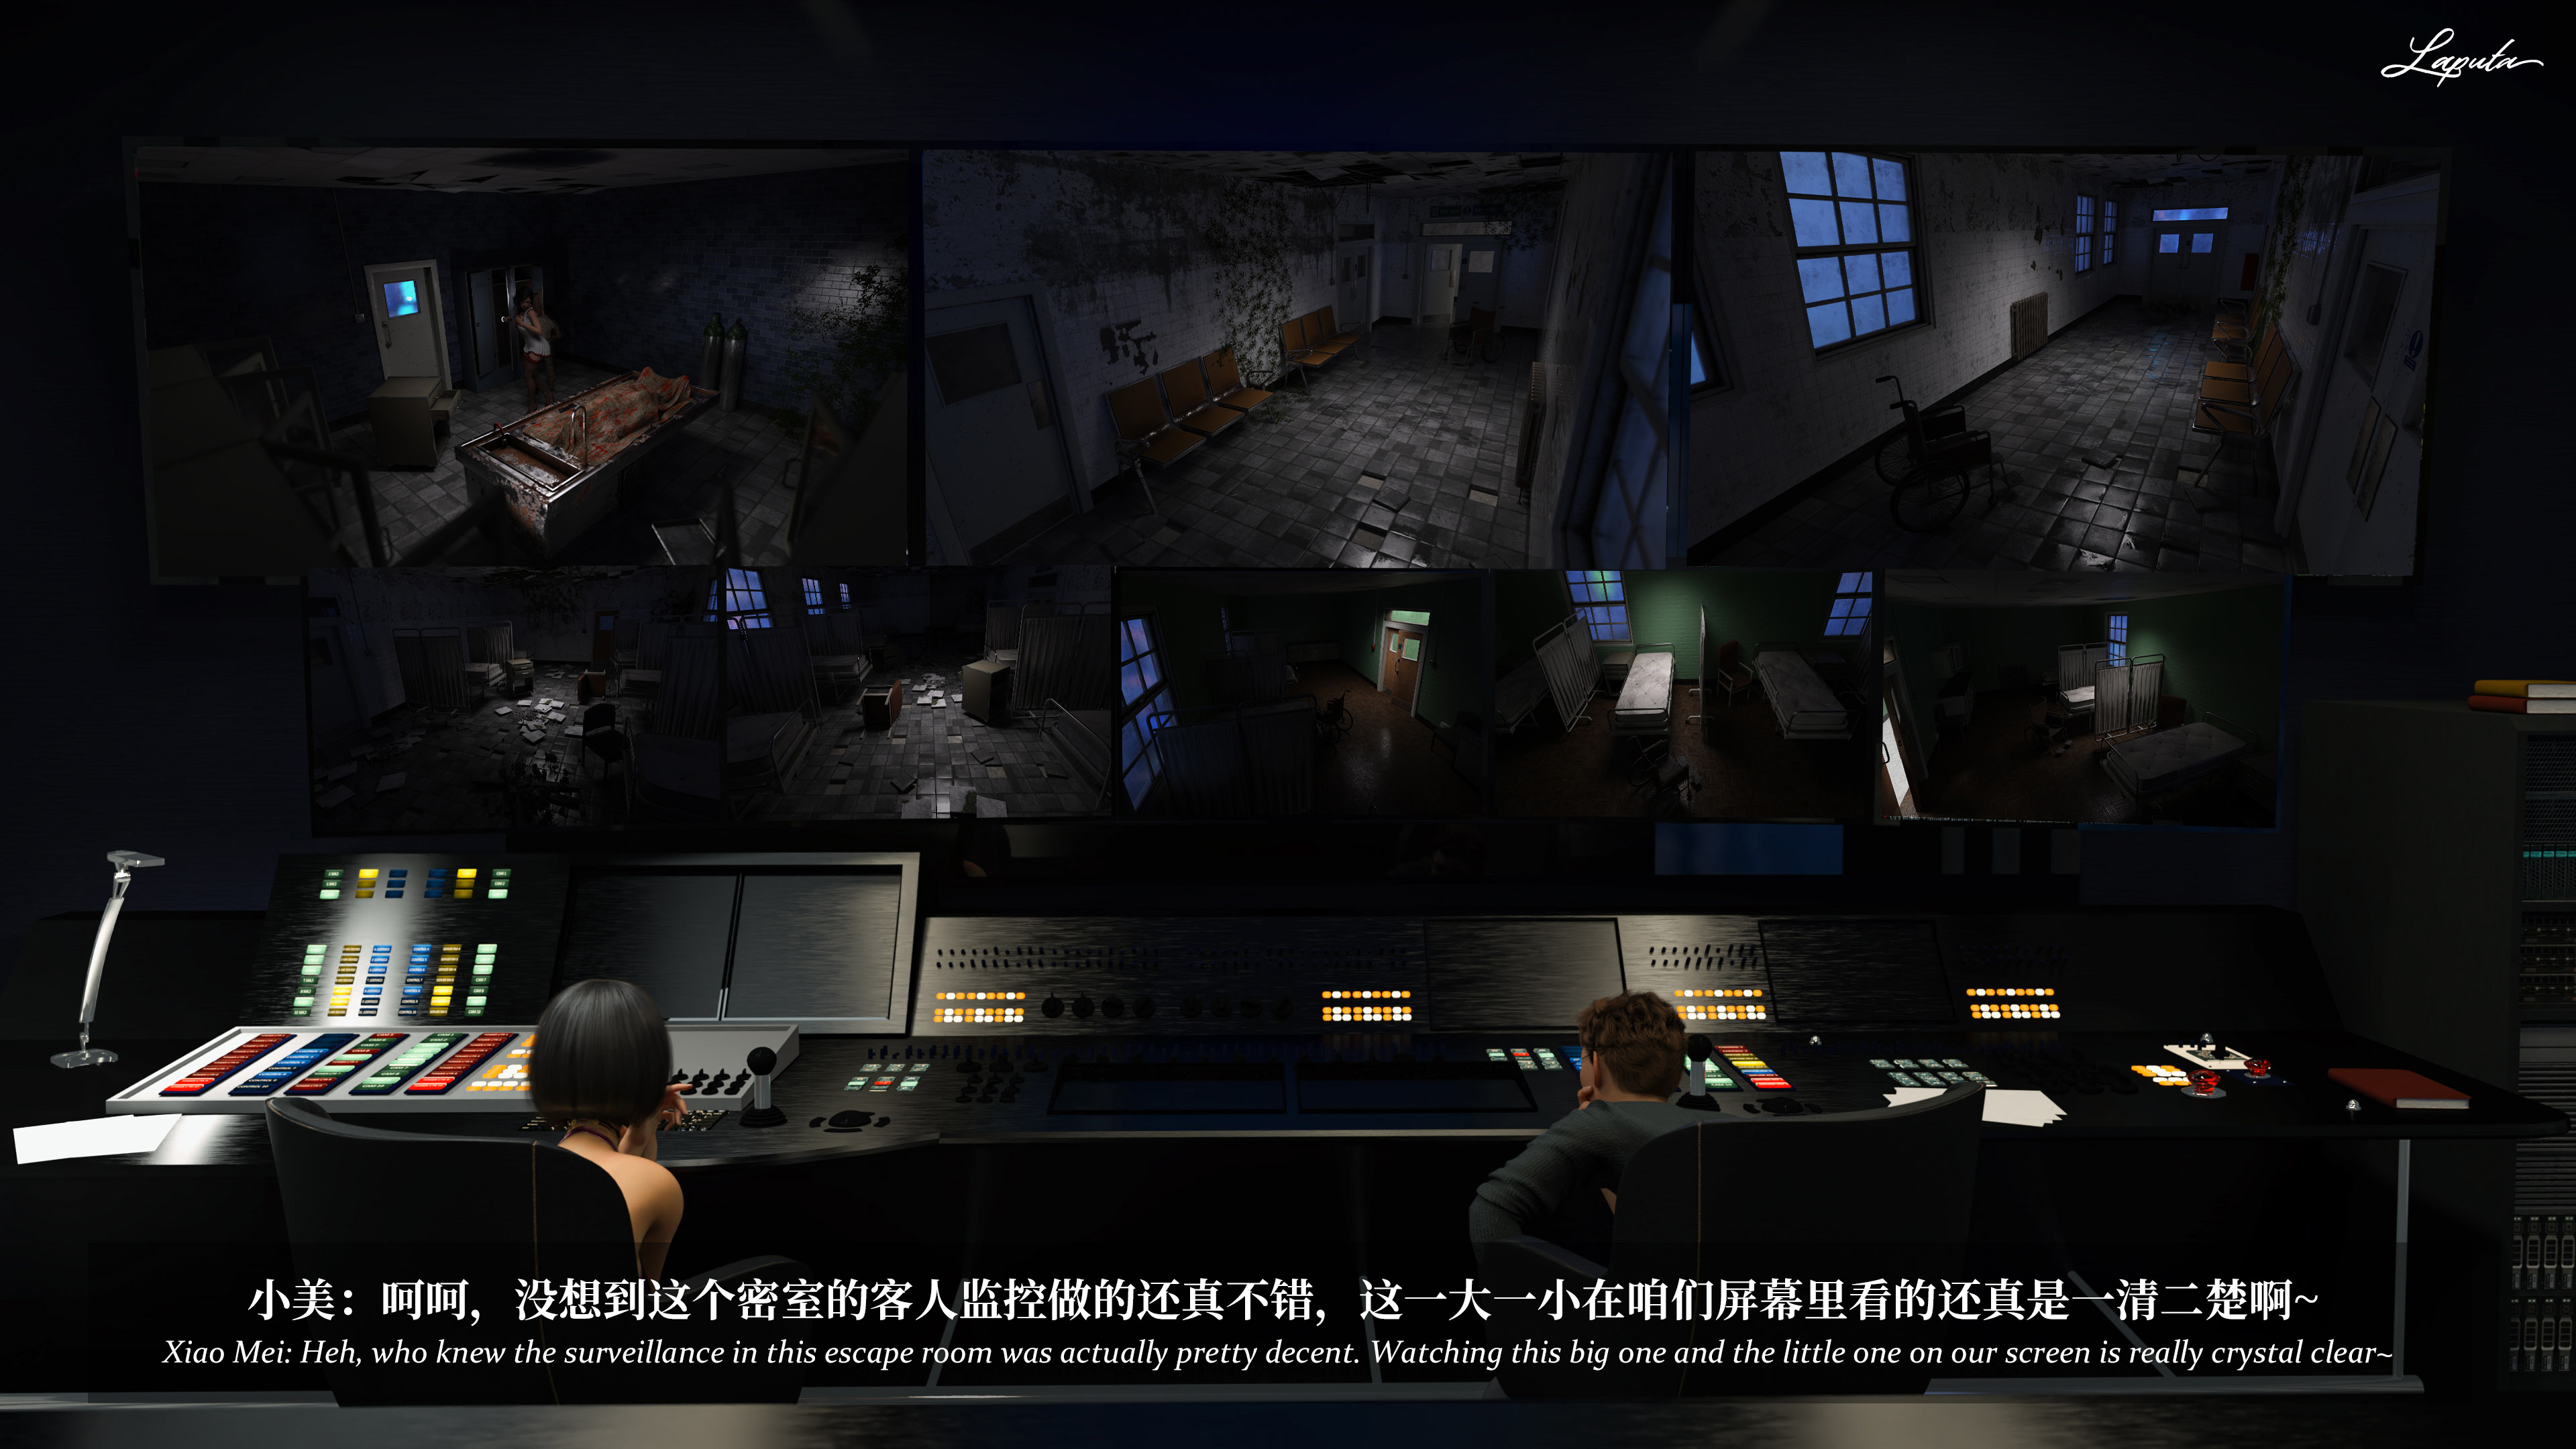 Laputa
小美：呵呵，没想到这个密室的客人监控做的还真不错，这一大一小在咱们屏幕里看的还真是一清二楚啊~
Xiao Mei: Heh, who knew the surveillance in this escape room was actually pretty decent. Watching this big one and the little one on our screen is really crystal clear~